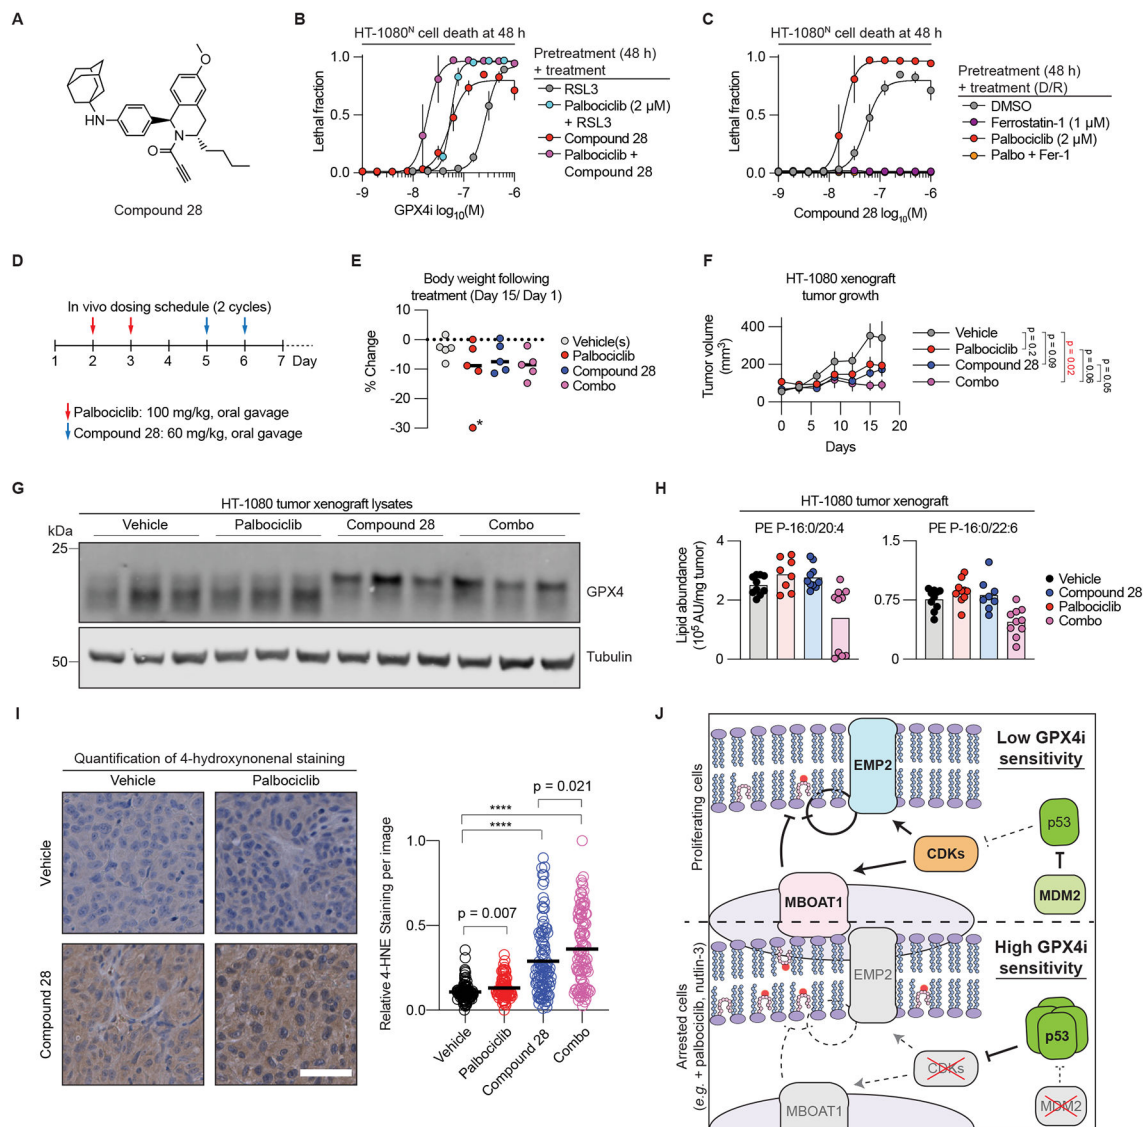 A
HN
N
O
O
Compound 28
B
HT-1080N cell death at 48 h
Lethal fraction
1.0
0.5
0.0
-9
-8
-7
-6
GPX4i log10(M)
Pretreatment (48 h)
+ treatment
RSL3
Palbociclib (2 µM)
+ RSL3
Compound 28
Palbociclib +
Compound 28
C
HT-1080N cell death at 48 h
Lethal fraction
1.0
0.5
0.0
-9
-8
-7
-6
Compound 28 log10(M)
Pretreatment (48 h)
+ treatment (D/R)
DMSO
Ferrostatin-1 (1 µM)
Palbociclib (2 µM)
Palbo + Fer-1
D
In vivo dosing schedule (2 cycles)
1 2 3 4 5 6 7 Day
Palbociclib: 100 mg/kg, oral gavage
Compound 28: 60 mg/kg, oral gavage
E
Body weight following
treatment (Day 15/ Day 1)
% Change
10
0
-10
-20
-30
*
Vehicle(s)
Palbociclib
Compound 28
Combo
F
HT-1080 xenograft
tumor growth
Tumor volume
(mm3)
400
200
0
0 5 10 15 20
Days
Vehicle
Palbociclib
Compound 28
Combo
p = 0.2
p = 0.09
p = 0.02
p = 0.06
p = 0.05
G
HT-1080 tumor xenograft lysates
kDa
Vehicle Palbociclib Compound 28 Combo
25
GPX4
50
Tubulin
H
HT-1080 tumor xenograft
PE P-16:0/20:4
PE P-16:0/22:6
Lipid abundance
(105 AU/mg tumor)
4
2
0
1.5
0.75
0
Vehicle
Compound 28
Palbociclib
Combo
I
Quantification of 4-hydroxynonenal staining
Vehicle Palbociclib
Vehicle
Compound 28
Relative 4-HNE Staining per image
1.0
0.5
0.0
p = 0.021
****
****
p = 0.007
Vehicle
Palbociclib
Compound 28
Combo
J
Proliferating cells
Low GPX4i
sensitivity
EMP2
p53
CDKs
MDM2
MBOAT1
Arrested cells
(e.g. + palbociclib, nutlin-3)
High GPX4i
sensitivity
EMP2
p53
CDKs
MDM2
MBOAT1